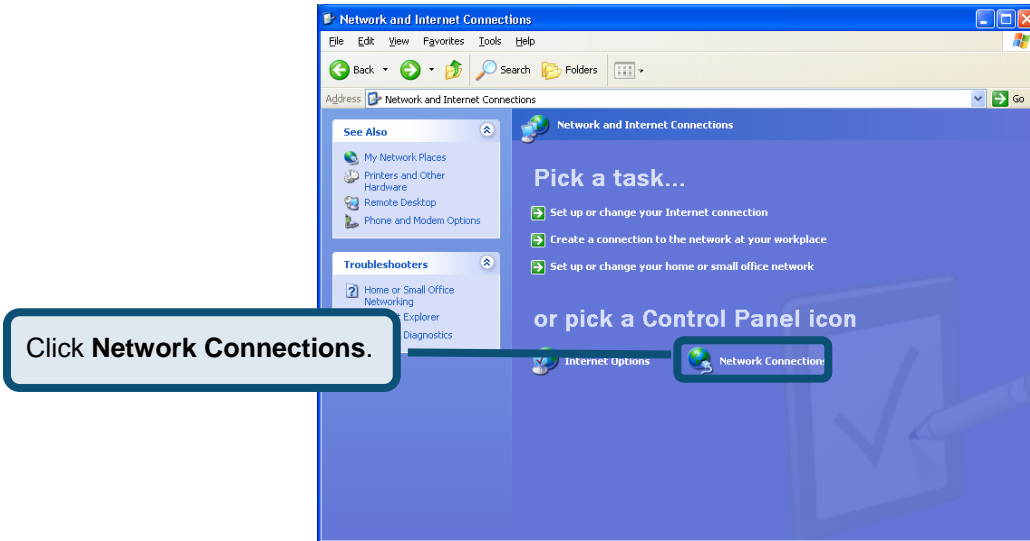 Network and Internet Connections
File Edit View Favorites Tools Help
Back Search Folders
Address Network and Internet Connections Go
See Also
My Network Places
Printers and Other
Hardware
Remote Desktop
Phone and Modem Options
Troubleshooters
Home or Small Office
Networking
Explorer
Diagnostics
Network and Internet Connections
Pick a task...
Set up or change your Internet connection
Create a connection to the network at your workplace
Set up or change your home or small office network
or pick a Control Panel icon
Internet Options Network Connections
Click Network Connections.